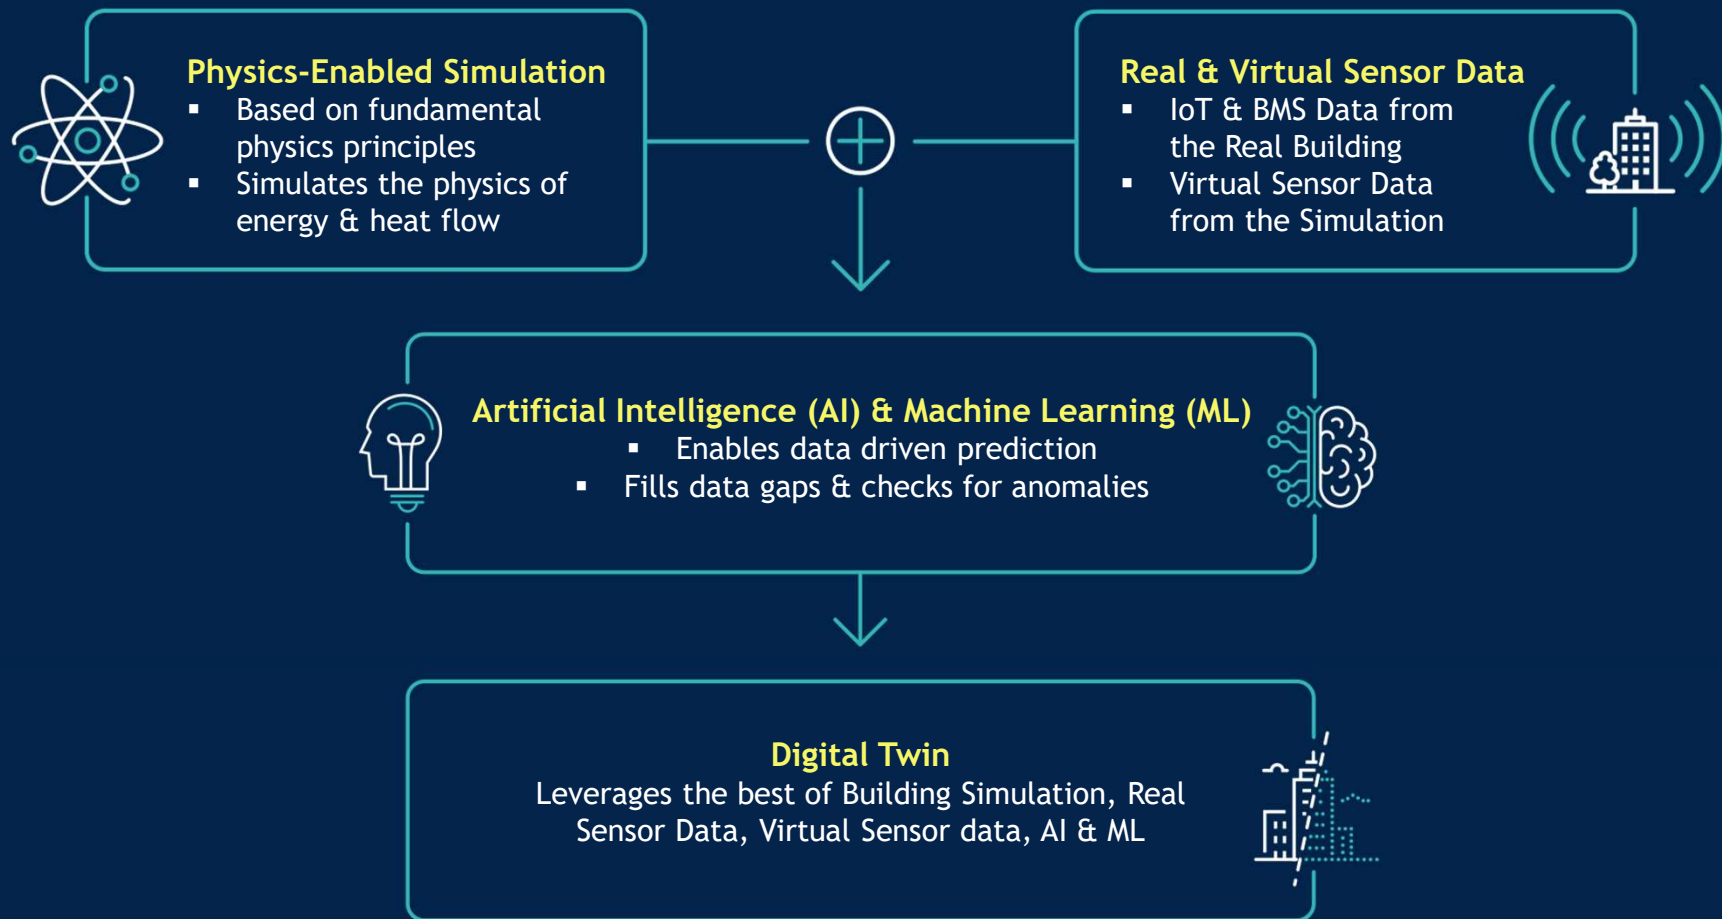 Physics-Enabled Simulation
▪ Based on fundamental
physics principles
▪ Simulates the physics of
energy & heat flow
Real & Virtual Sensor Data
▪ IoT & BMS Data from
the Real Building
▪ Virtual Sensor Data
from the Simulation
Artificial Intelligence (AI) & Machine Learning (ML)
▪ Enables data driven prediction
▪ Fills data gaps & checks for anomalies
Digital Twin
Leverages the best of Building Simulation, Real
Sensor Data, Virtual Sensor data, AI & ML